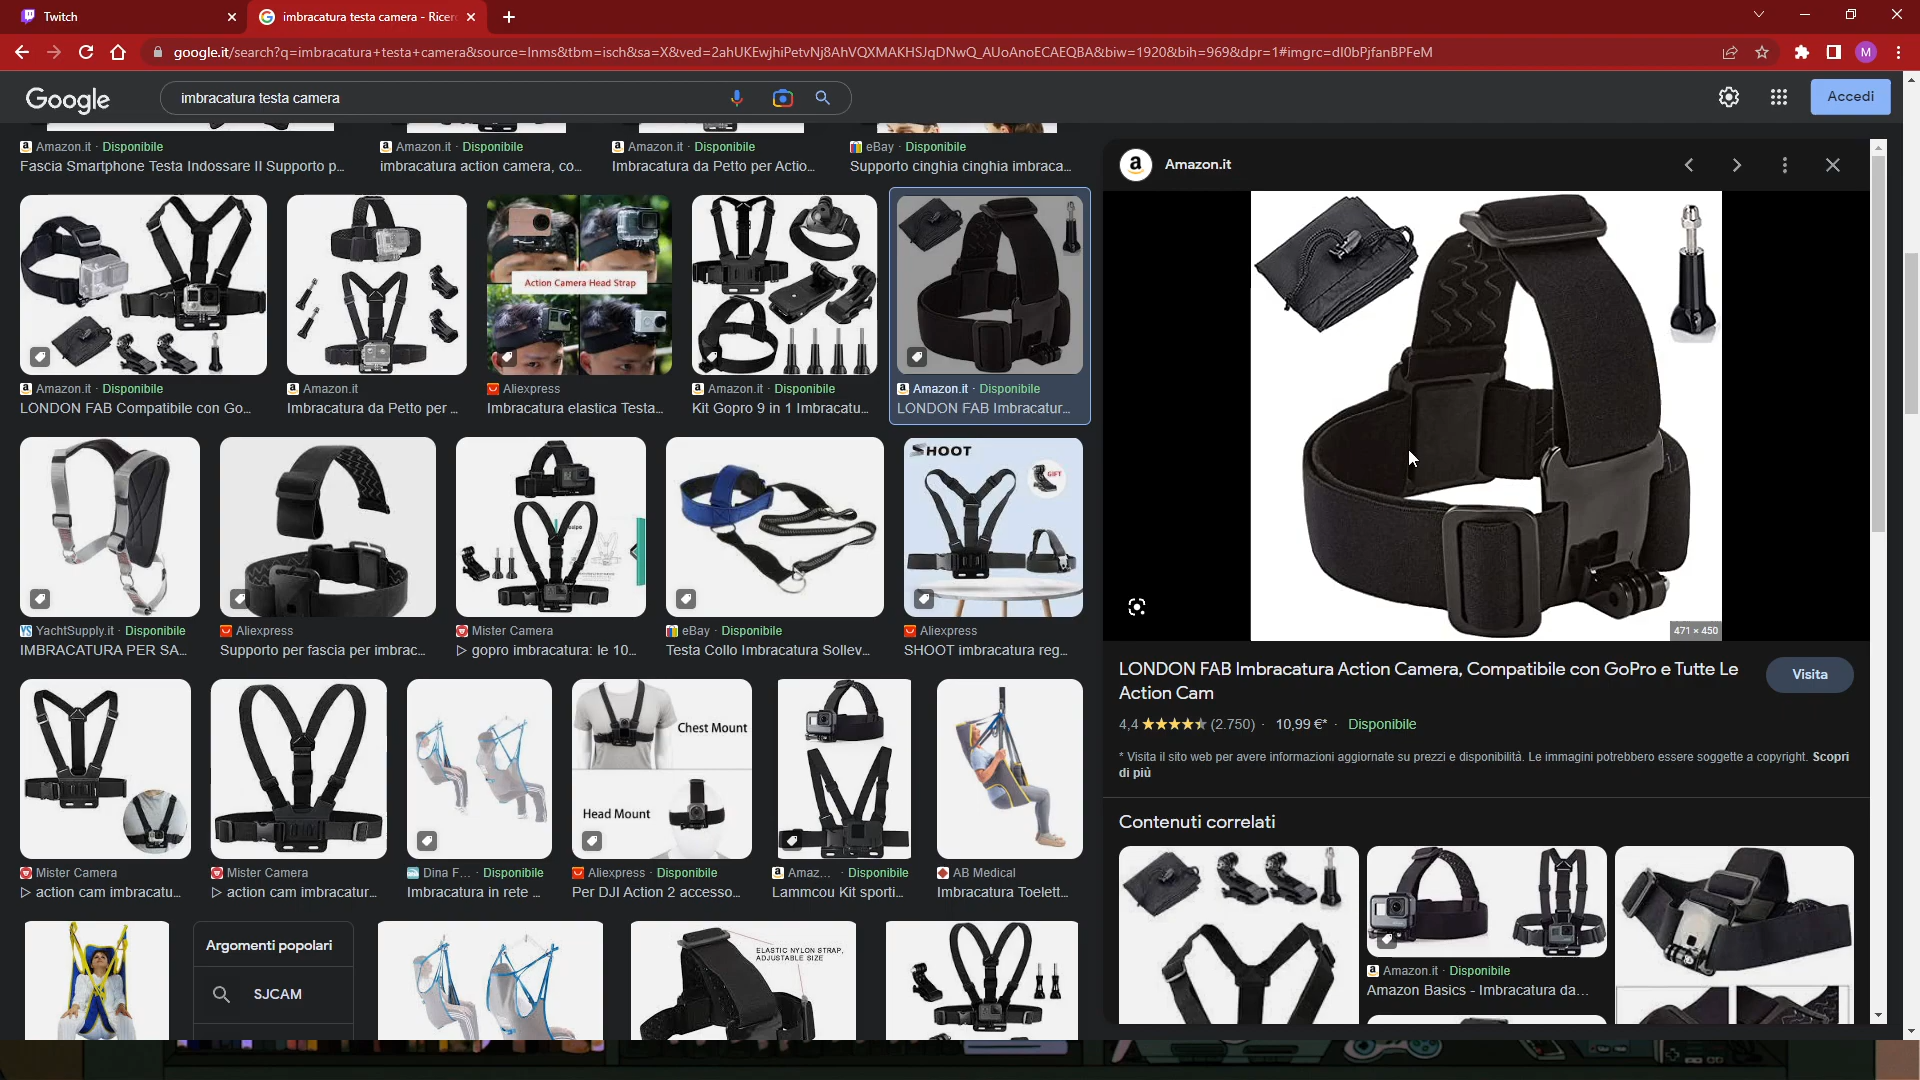 Twitch
imbracatura testa camera - Ricerc
google.it/search?q=imbracatura+testa+camera&source=lnms&tbm=isch&sa=X&ved=2ahUKEwjhiPetvNj8AhVQXMAKHSJqDNwQ_AUoAnoECAEQBA&biw=1920&bih=969&dpr=1#imgrc=dI0bPjfanBPFeM
M
Google
imbracatura testa camera
Accedi
Amazon.it · Disponibile
Fascia Smartphone Testa Indossare Il Supporto p...
Amazon.it · Disponibile
imbracatura action camera, co...
Amazon.it · Disponibile
Imbracatura da Petto per Actio...
eBay · Disponibile
Supporto cinghia cinghia imbraca...
Action Camera Head Strap
Amazon.it · Disponibile
LONDON FAB Compatibile con Go...
Amazon.it
Imbracatura da Petto per ...
Aliexpress
Imbracatura elastica Testa...
Amazon.it · Disponibile
Kit Gopro 9 in 1 Imbracatu...
Amazon.it · Disponibile
LONDON FAB Imbracatur...
SHOOT
GIFT
YachtSupply.it · Disponibile
IMBRACATURA PER SA...
Aliexpress
Supporto per fascia per imbrac...
Mister Camera
▷ gopro imbracatura: le 10...
eBay · Disponibile
Testa Collo Imbracatura Sollev...
Aliexpress
SHOOT imbracatura reg...
Chest Mount
Head Mount
Mister Camera
▷ action cam imbracatu...
Mister Camera
▷ action cam imbracatur...
Dina F... · Disponibile
Imbracatura in rete ...
Aliexpress · Disponibile
Per DJI Action 2 accesso...
Amaz... · Disponibile
Lammcou Kit sporti...
AB Medical
Imbracatura Toelett...
Argomenti popolari
SJCAM
ELASTIC NYLON STRAP,
ADJUSTABLE SIZE
Amazon.it
471 × 450
LONDON FAB Imbracatura Action Camera, Compatibile con GoPro e Tutte Le
Action Cam
Visita
4,4 ★★★★★ (2.750) · 10,99 €* · Disponibile
* Visita il sito web per avere informazioni aggiornate su prezzi e disponibilità. Le immagini potrebbero essere soggette a copyright. Scopri
di più
Contenuti correlati
Amazon.it · Disponibile
Amazon Basics - Imbracatura da...